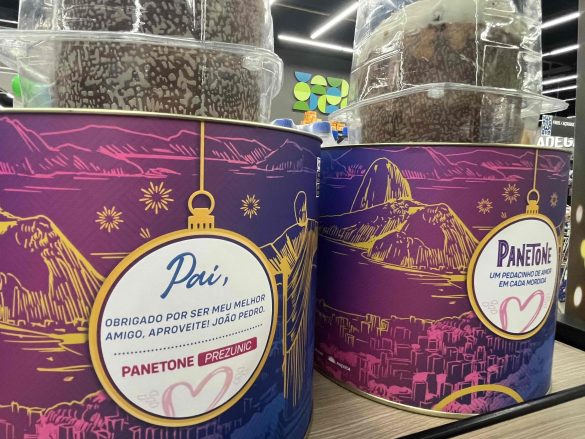 Pai,
OBRIGADO POR SER MEU MELHOR
AMIGO, APROVEITE! JOÃO PEDRO.
PANETONE PREZUNIC
PANETONE
UM PEDACINHO DE AMOR
EM CADA MORDIDA
ADEGA